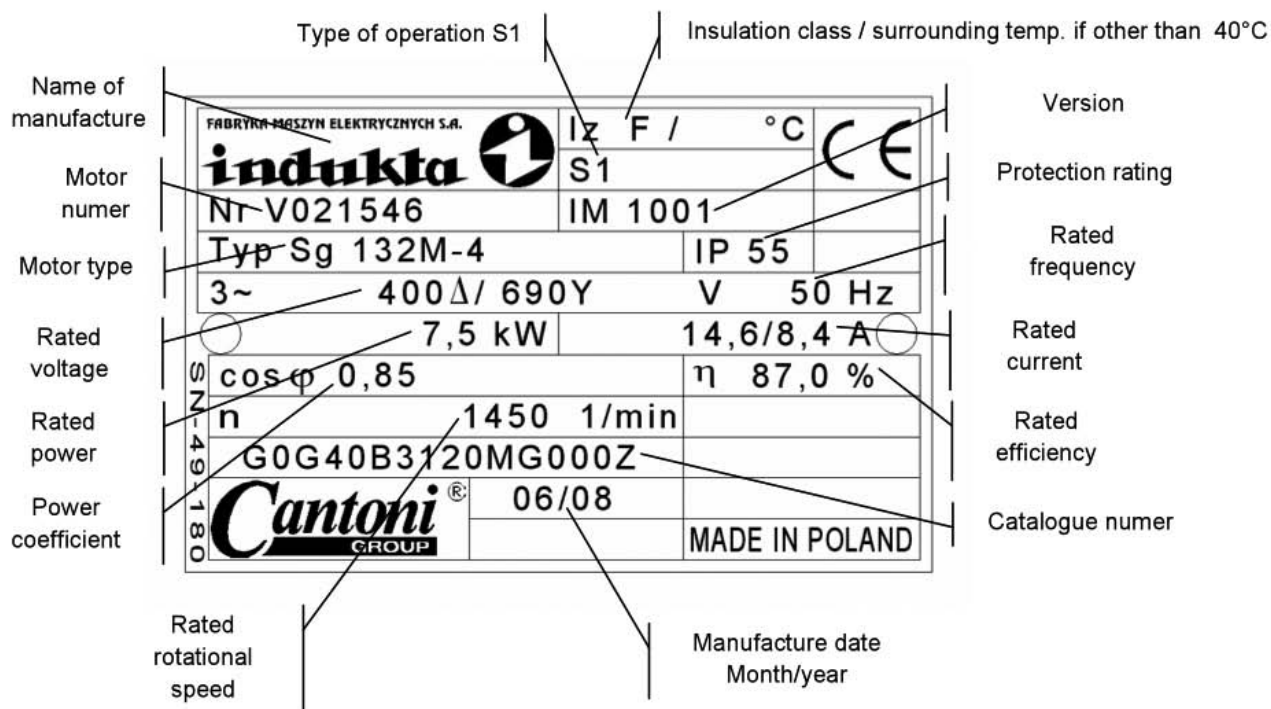 Type of operation S1
Insulation class / surrounding temp. if other than 40°C
Name of
manufacture
Version
FABRYKA MASZYN ELEKTRYCZNYCH S.A.
indukta
Iz F / °C
CE
S1
Motor
numer
Protection rating
Nr V021546
IM 1001
Motor type
Rated
frequency
Typ Sg 132M-4
IP 55
3~ 400Δ/ 690Y V 50 Hz
Rated
voltage
Rated
current
7,5 kW
14,6/8,4 A
cosφ 0,85
η 87,0 %
Rated
power
Rated
efficiency
n 1450 1/min
G0G40B3120MG000Z
SN-49-180
Power
coefficient
Catalogue numer
Cantoni®
GROUP
06/08
MADE IN POLAND
Rated
rotational
speed
Manufacture date
Month/year